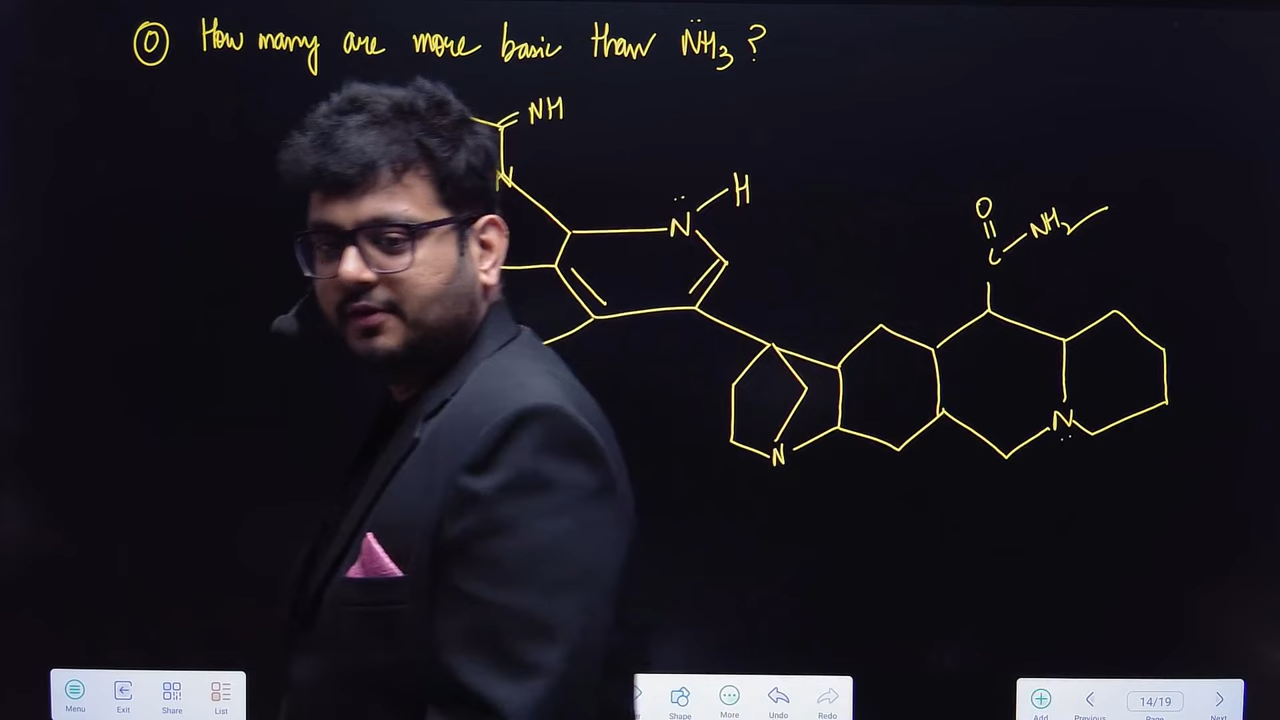 Q How many are more basic than N̈H₃ ?
NH
N
N
H
O
C
NH₂
N
N
Menu
Exit
Share
List
Shape
More
Undo
Redo
Add
Previous
14/19
Page
Next